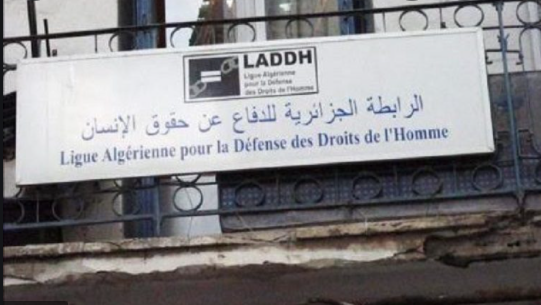 LADDH
Ligue Algérienne
pour la Défense
des Droits de l'Homme
الرابطة الجزائرية للدفاع عن حقوق الإنسان
Ligue Algérienne pour la Défense des Droits de l'Homme